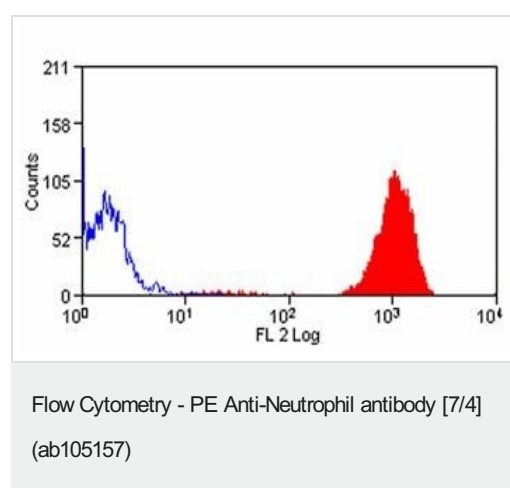 211
158
105
52
0
Counts
10⁰ 10¹ 10² 10³ 10⁴
FL 2 Log
Flow Cytometry - PE Anti-Neutrophil antibody [7/4]
(ab105157)